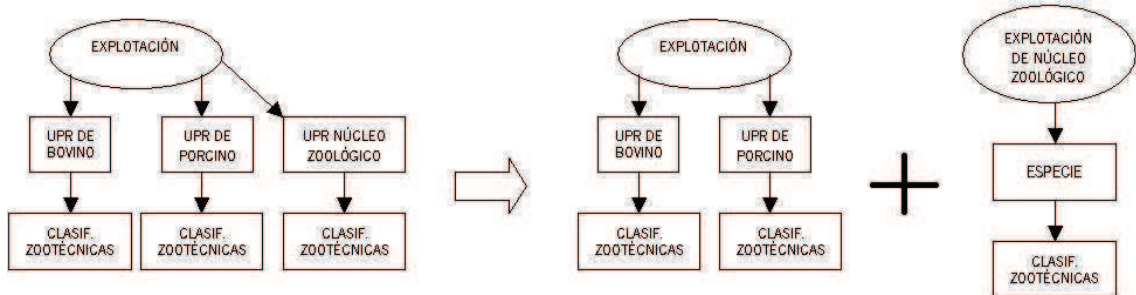 EXPLOTACIÓN
UPR DE
BOVINO
UPR DE
PORCINO
UPR NÚCLEO
ZOOLÓGICO
CLASIF.
ZOOTÉCNICAS
CLASIF.
ZOOTÉCNICAS
CLASIF.
ZOOTÉCNICAS
EXPLOTACIÓN
UPR DE
BOVINO
UPR DE
PORCINO
CLASIF.
ZOOTÉCNICAS
CLASIF.
ZOOTÉCNICAS
EXPLOTACIÓN
DE NÚCLEO
ZOOLÓGICO
ESPECIE
CLASIF.
ZOOTÉCNICAS